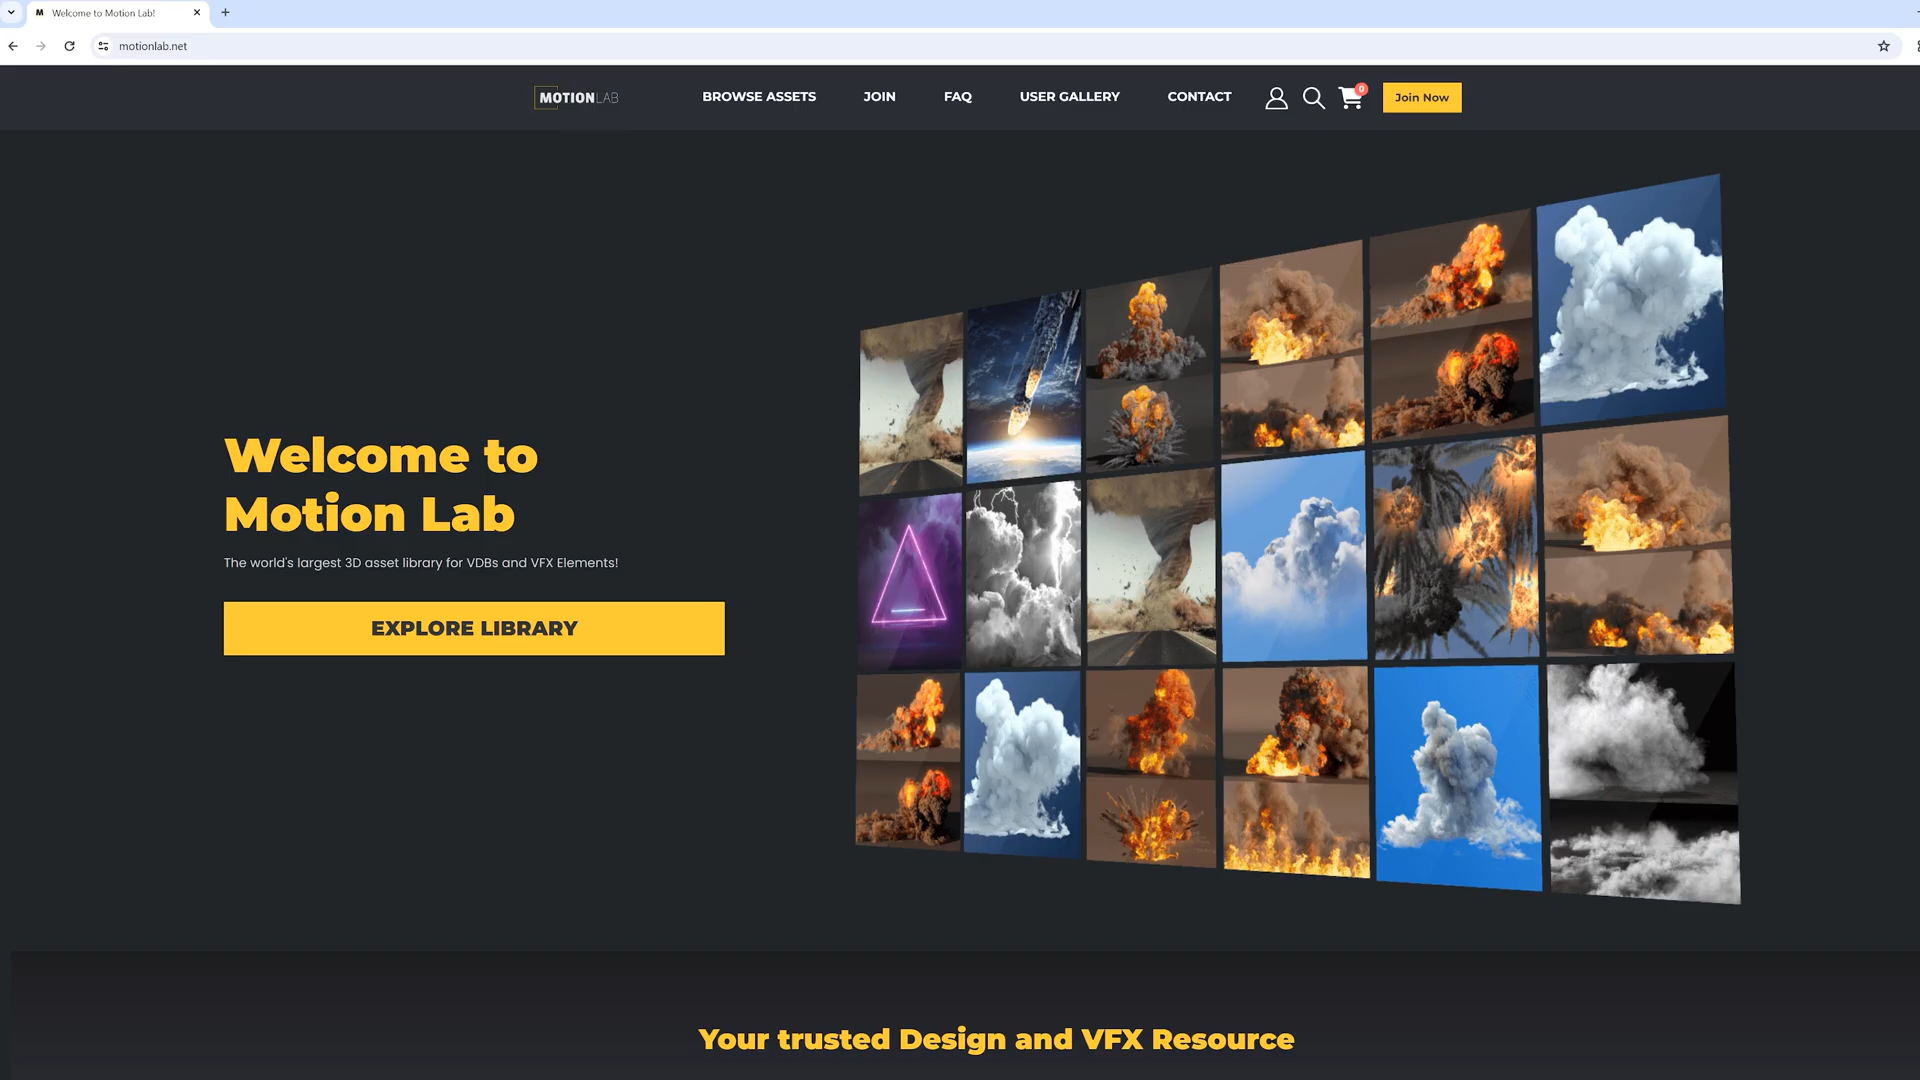 M Welcome to Motion Lab!
motionlab.net
MOTIONLAB
BROWSE ASSETS
JOIN
FAQ
USER GALLERY
CONTACT
0
Join Now
Welcome to
Motion Lab
The world's largest 3D asset library for VDBs and VFX Elements!
EXPLORE LIBRARY
Your trusted Design and VFX Resource